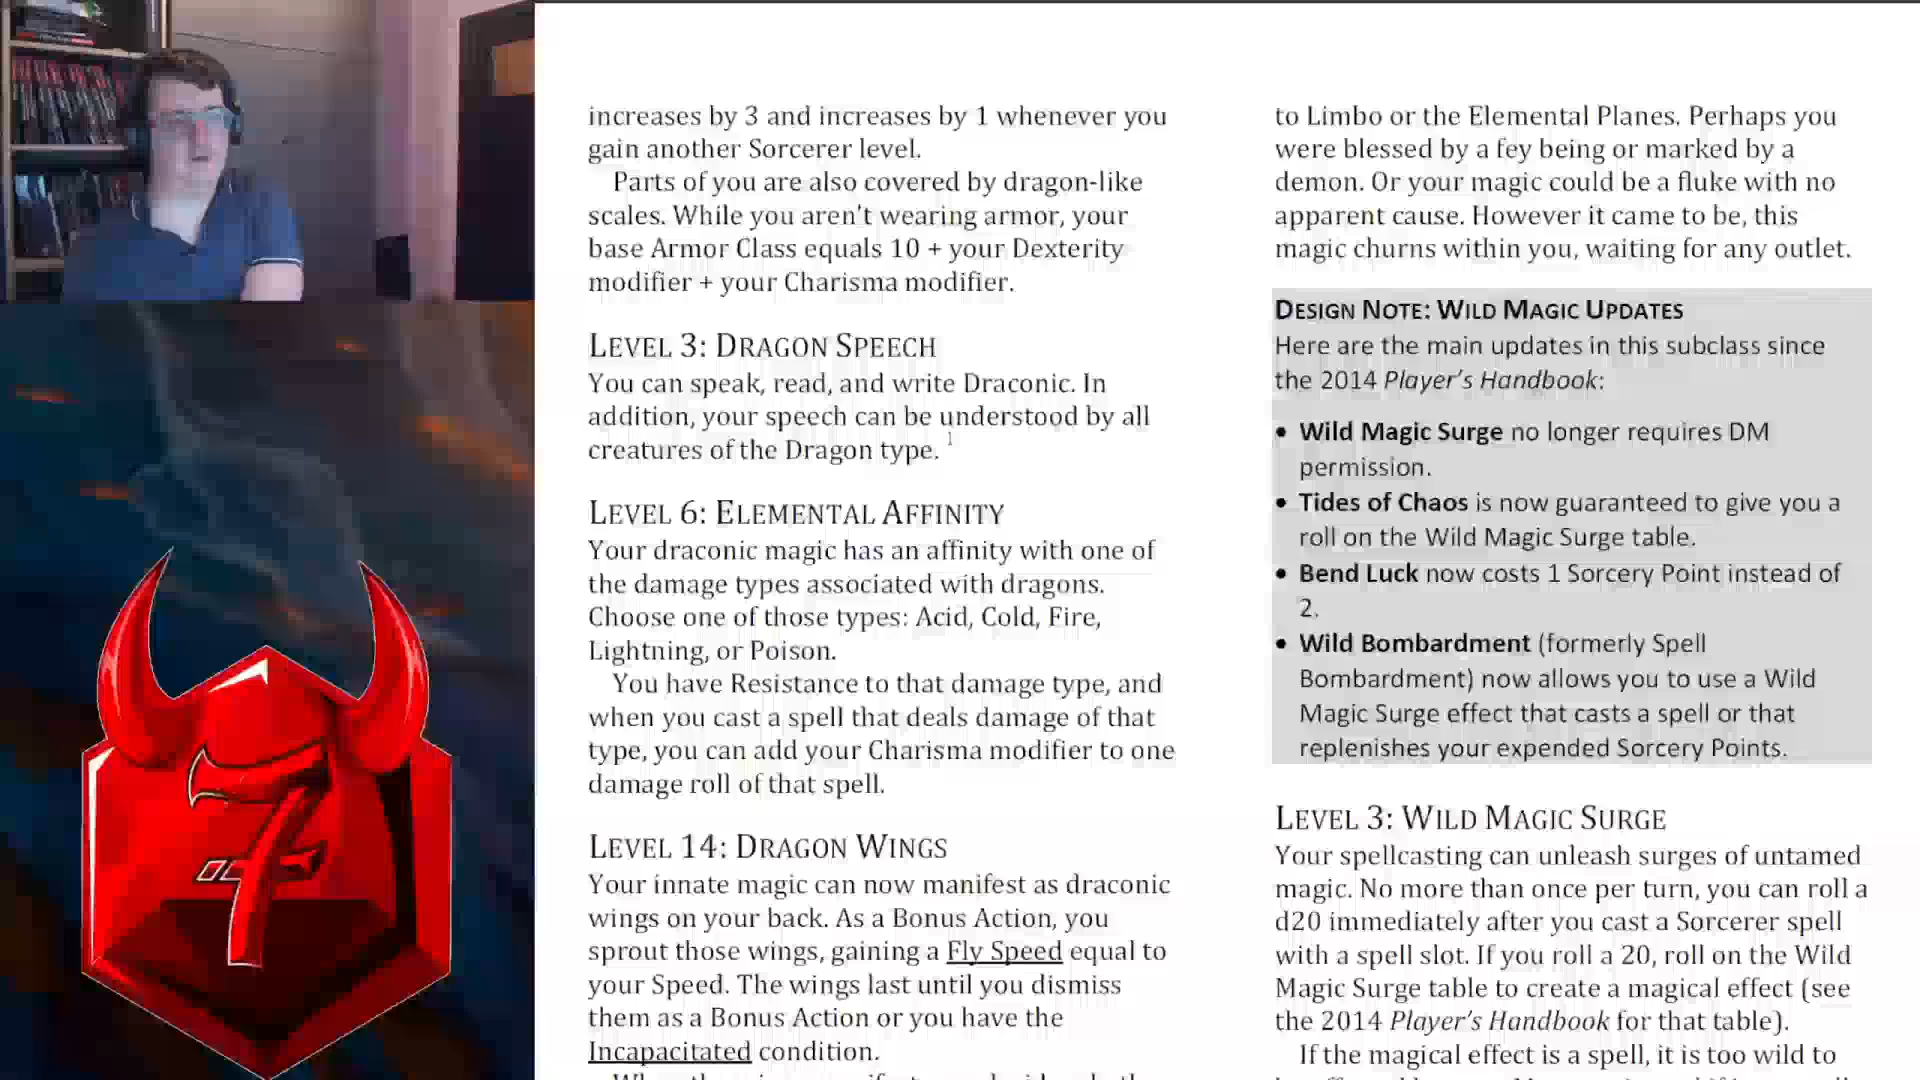 increases by 3 and increases by 1 whenever you
gain another Sorcerer level.
Parts of you are also covered by dragon-like
scales. While you aren't wearing armor, your
base Armor Class equals 10 + your Dexterity
modifier + your Charisma modifier.
LEVEL 3: DRAGON SPEECH
You can speak, read, and write Draconic. In
addition, your speech can be understood by all
creatures of the Dragon type.
LEVEL 6: ELEMENTAL AFFINITY
Your draconic magic has an affinity with one of
the damage types associated with dragons.
Choose one of those types: Acid, Cold, Fire,
Lightning, or Poison.
You have Resistance to that damage type, and
when you cast a spell that deals damage of that
type, you can add your Charisma modifier to one
damage roll of that spell.
LEVEL 14: DRAGON WINGS
Your innate magic can now manifest as draconic
wings on your back. As a Bonus Action, you
sprout those wings, gaining a Fly Speed equal to
your Speed. The wings last until you dismiss
them as a Bonus Action or you have the
Incapacitated condition.
to Limbo or the Elemental Planes. Perhaps you
were blessed by a fey being or marked by a
demon. Or your magic could be a fluke with no
apparent cause. However it came to be, this
magic churns within you, waiting for any outlet.
DESIGN NOTE: WILD MAGIC UPDATES
Here are the main updates in this subclass since
the 2014 Player's Handbook:
• Wild Magic Surge no longer requires DM
permission.
• Tides of Chaos is now guaranteed to give you a
roll on the Wild Magic Surge table.
• Bend Luck now costs 1 Sorcery Point instead of
2.
• Wild Bombardment (formerly Spell
Bombardment) now allows you to use a Wild
Magic Surge effect that casts a spell or that
replenishes your expended Sorcery Points.
LEVEL 3: WILD MAGIC SURGE
Your spellcasting can unleash surges of untamed
magic. No more than once per turn, you can roll a
d20 immediately after you cast a Sorcerer spell
with a spell slot. If you roll a 20, roll on the Wild
Magic Surge table to create a magical effect (see
the 2014 Player's Handbook for that table).
If the magical effect is a spell, it is too wild to
7